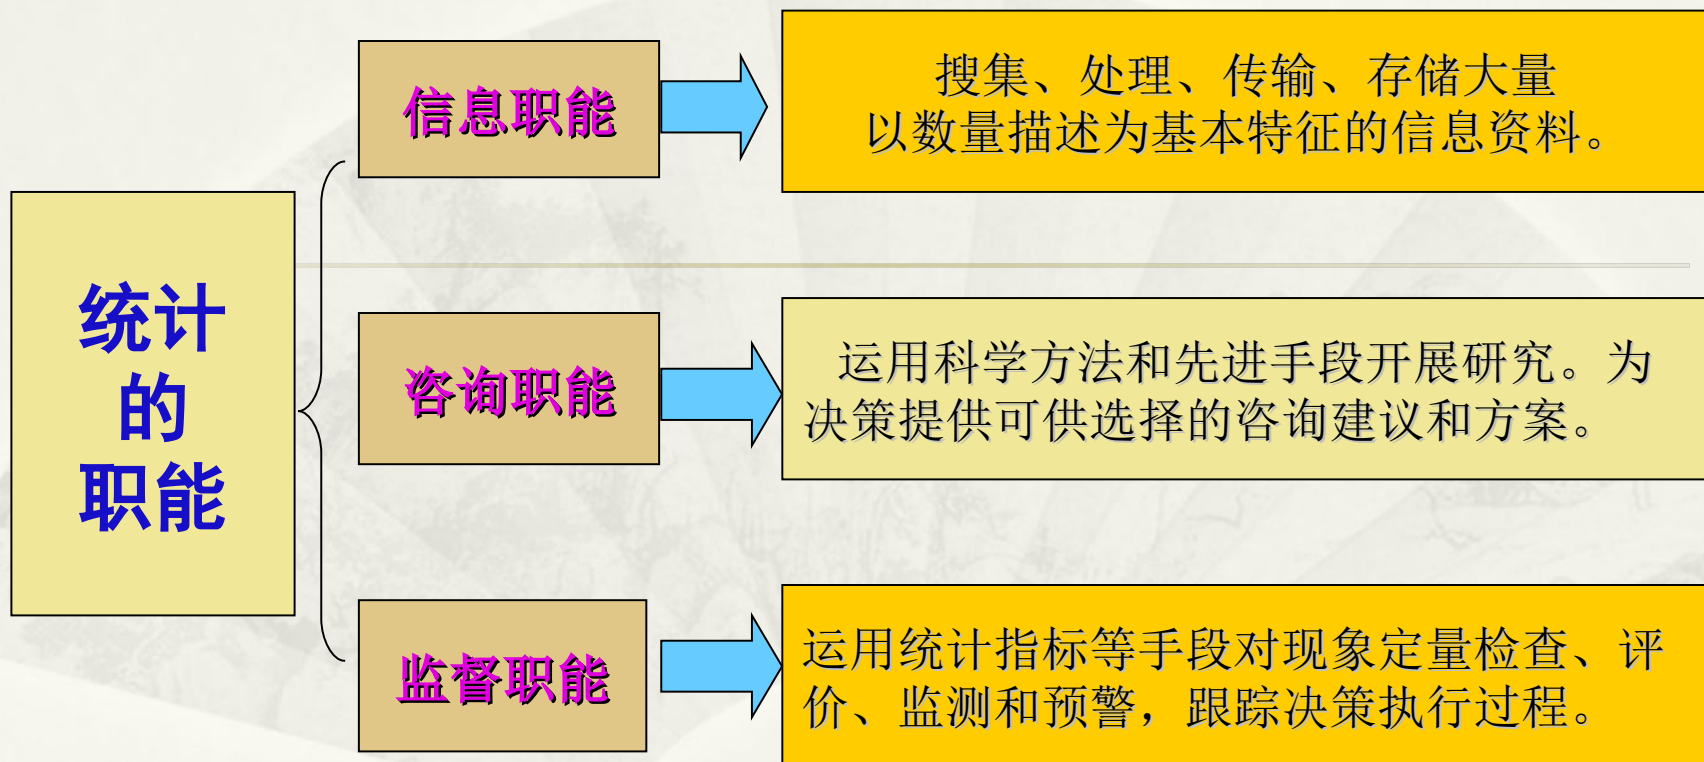 统计
的
职能
信息职能
搜集、处理、传输、存储大量
以数量描述为基本特征的信息资料。
咨询职能
运用科学方法和先进手段开展研究。为
决策提供可供选择的咨询建议和方案。
监督职能
运用统计指标等手段对现象定量检查、评
价、监测和预警，跟踪决策执行过程。